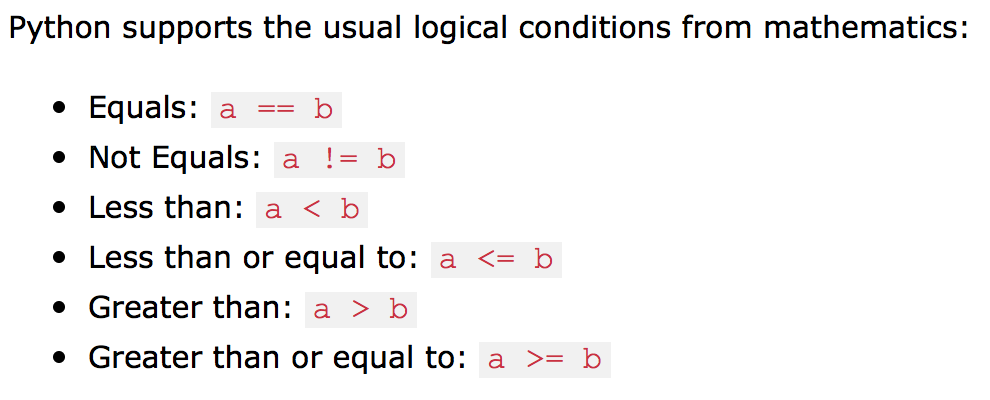 Python supports the usual logical conditions from mathematics:
• Equals: a == b
• Not Equals: a != b
• Less than: a < b
• Less than or equal to: a <= b
• Greater than: a > b
• Greater than or equal to: a >= b